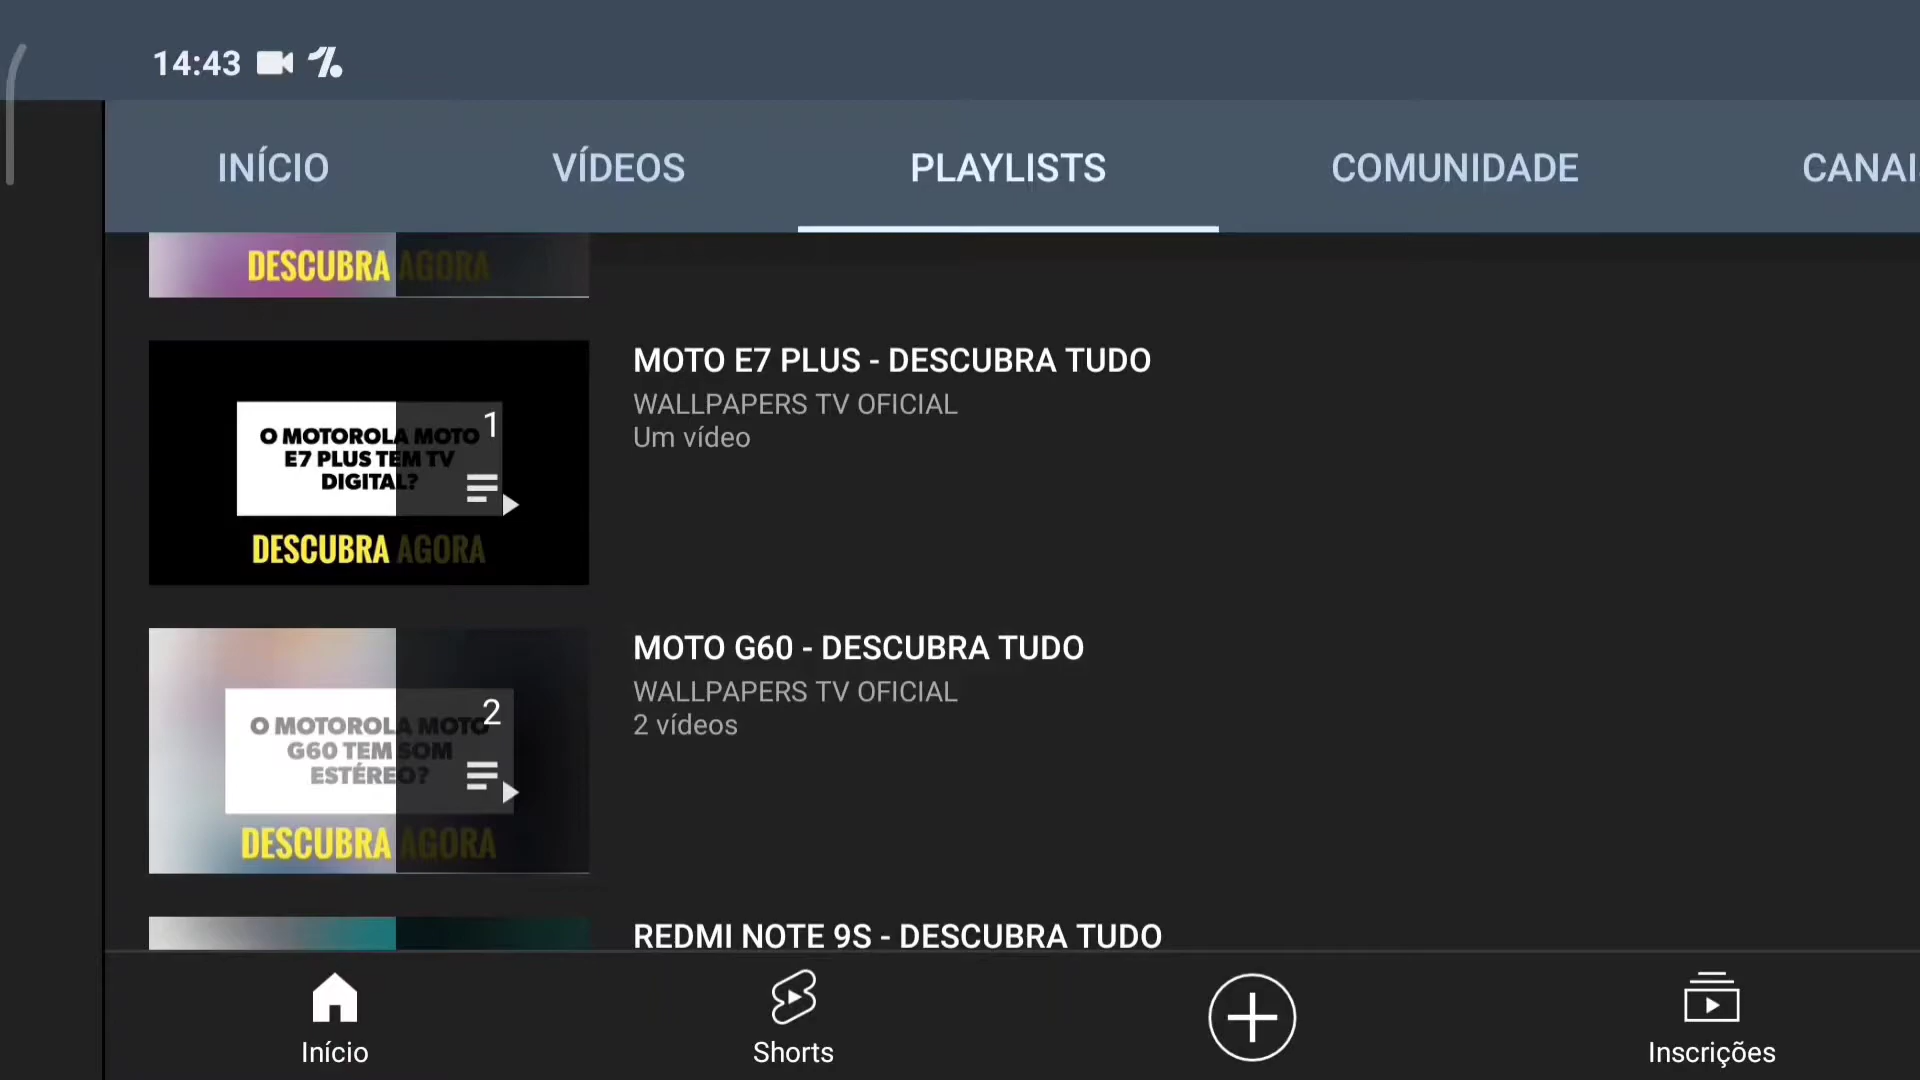 14:43
INÍCIO VÍDEOS PLAYLISTS COMUNIDADE CANAIS
DESCUBRA AGORA
MOTO E7 PLUS - DESCUBRA TUDO
WALLPAPERS TV OFICIAL
Um vídeo
1
O MOTOROLA MOTO
E7 PLUS TEM TV
DIGITAL?
DESCUBRA AGORA
MOTO G60 - DESCUBRA TUDO
WALLPAPERS TV OFICIAL
2 vídeos
2
O MOTOROLA MOTO
G60 TEM SOM
ESTÉREO?
DESCUBRA AGORA
REDMI NOTE 9S - DESCUBRA TUDO
Início Shorts Inscrições